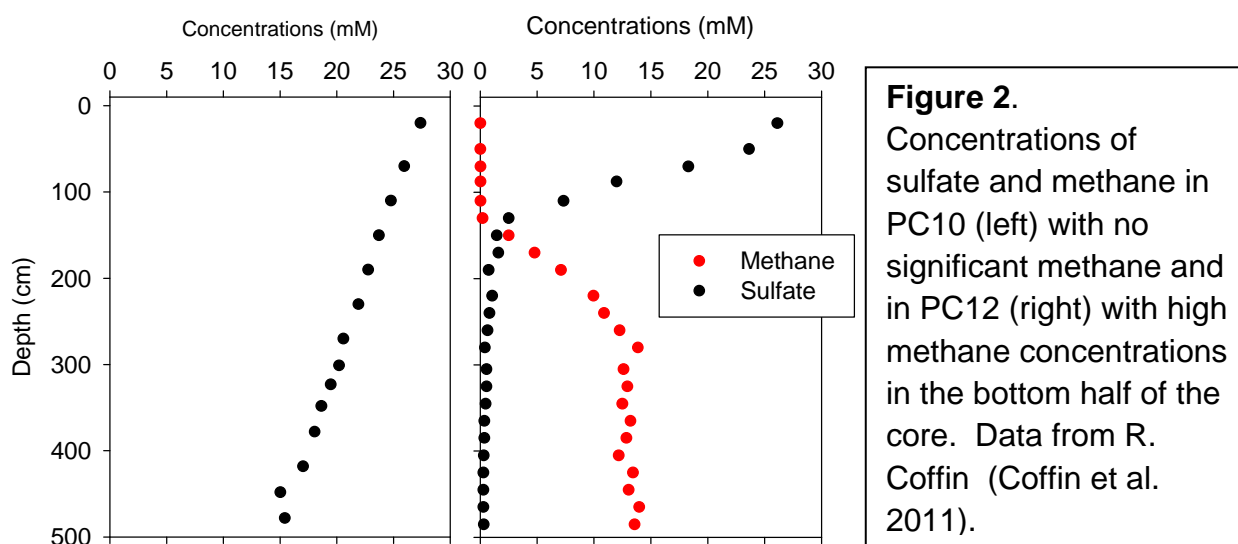 Concentrations (mM)
0 5 10 15 20 25 30
Concentrations (mM)
0 5 10 15 20 25 30
Depth (cm)
0
100
200
300
400
500
Methane
Sulfate
Figure 2.
Concentrations of
sulfate and methane in
PC10 (left) with no
significant methane and
in PC12 (right) with high
methane concentrations
in the bottom half of the
core.  Data from R.
Coffin  (Coffin et al.
2011).